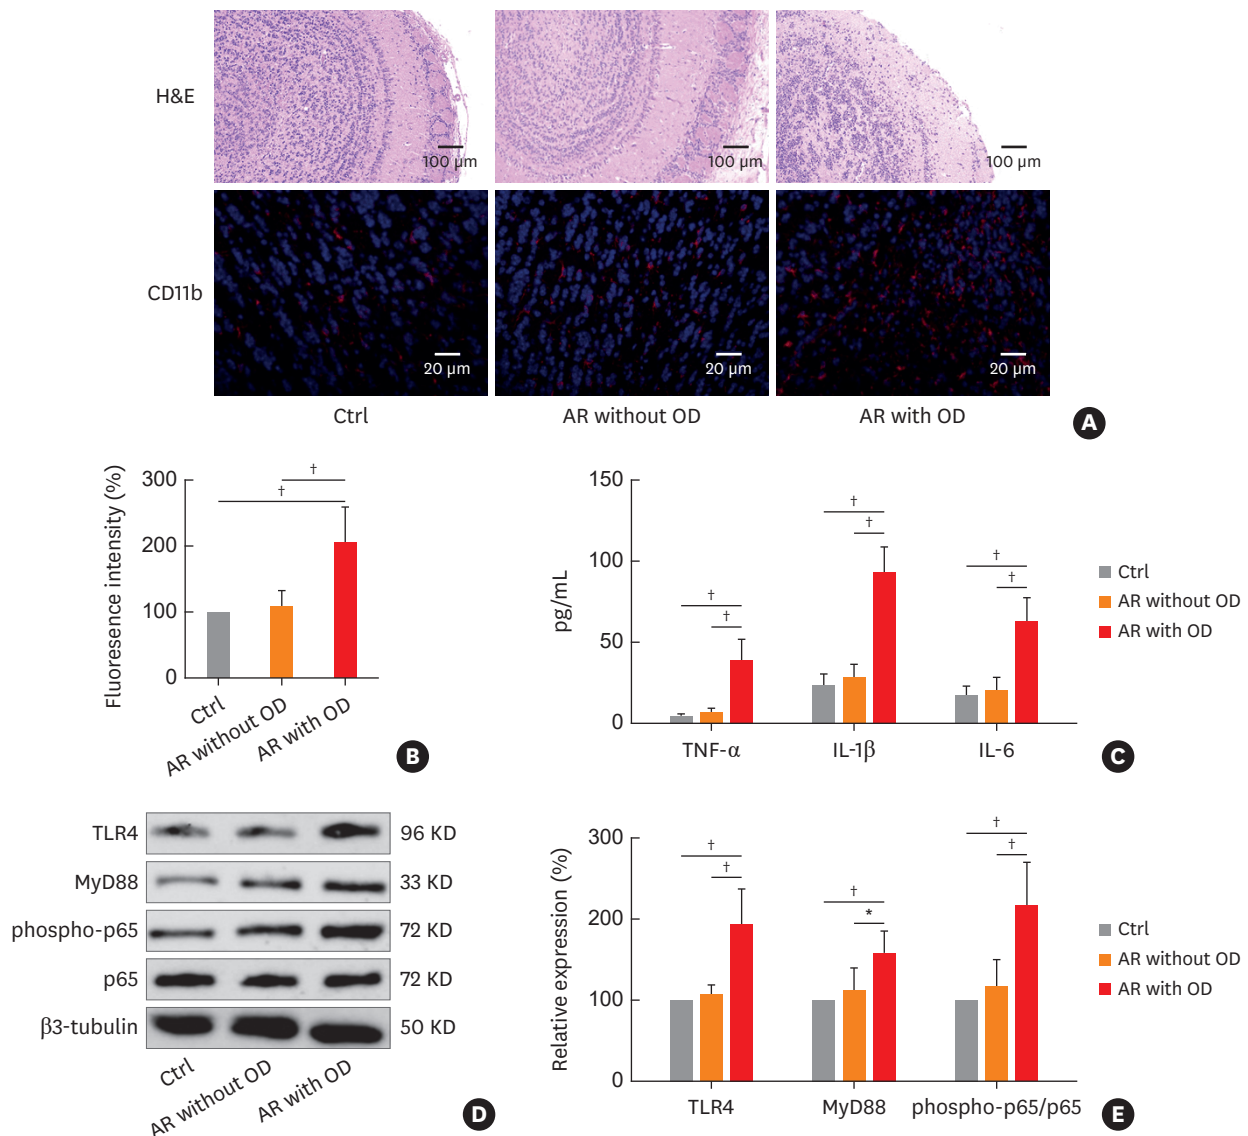 H&E
100 μm
100 μm
100 μm
CD11b
20 μm
20 μm
20 μm
Ctrl
AR without OD
AR with OD
A
Fluoresence intensity (%)
300
200
100
0
†
†
Ctrl
AR without OD
AR with OD
B
pg/mL
150
100
50
0
†
†
†
†
†
†
TNF-α
IL-1β
IL-6
Ctrl
AR without OD
AR with OD
C
TLR4
96 KD
MyD88
33 KD
phospho-p65
72 KD
p65
72 KD
β3-tubulin
50 KD
Ctrl
AR without OD
AR with OD
D
Relative expression (%)
300
200
100
0
†
†
†
*
†
†
TLR4
MyD88
phospho-p65/p65
Ctrl
AR without OD
AR with OD
E